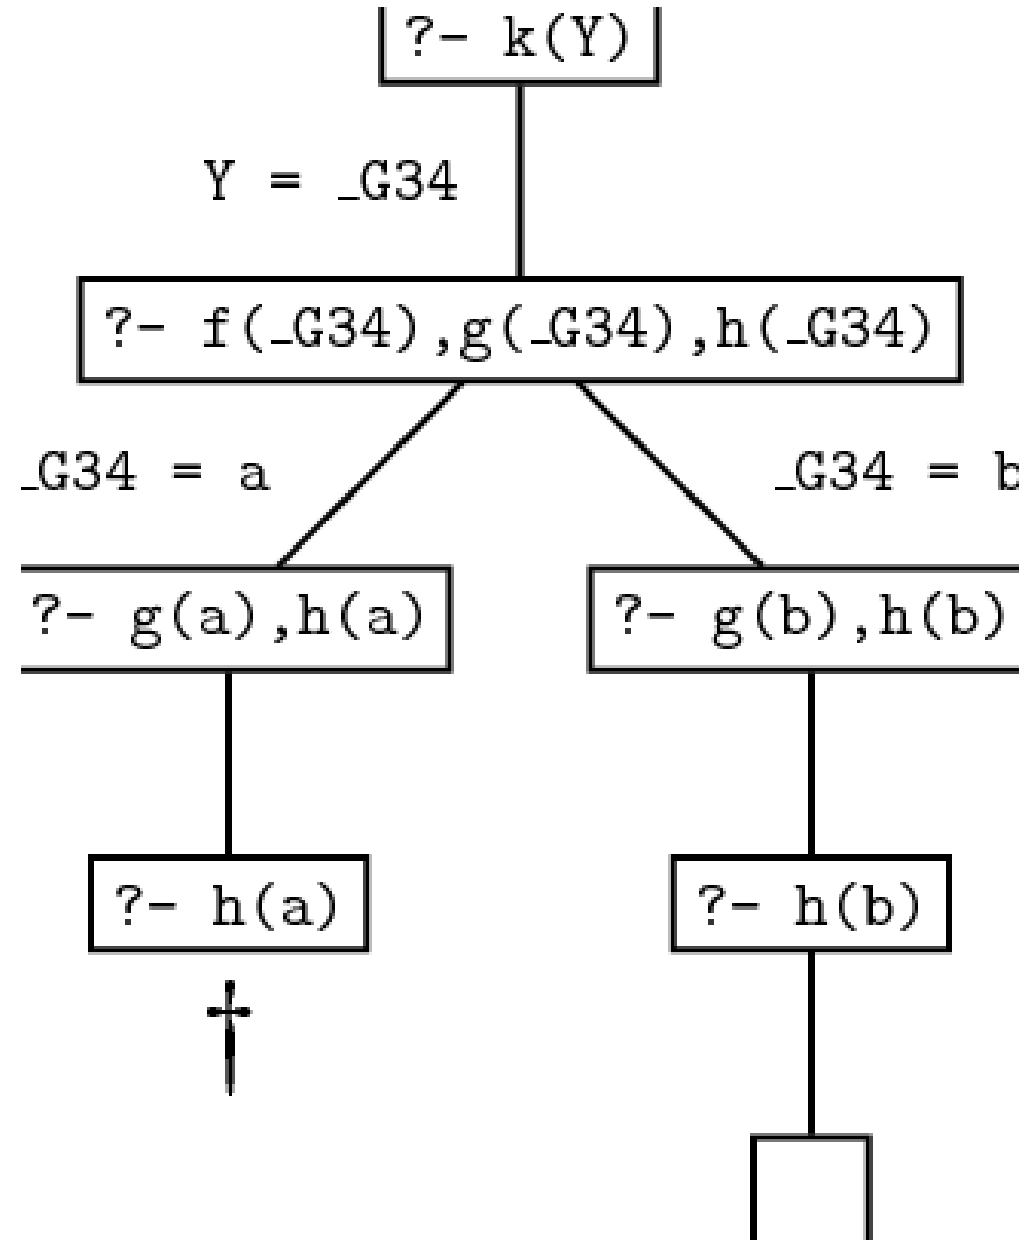 ?- k(Y)
Y = _G34
?- f(_G34),g(_G34),h(_G34)
_G34 = a
_G34 = b
?- g(a),h(a)
?- g(b),h(b)
?- h(a)
?- h(b)
†